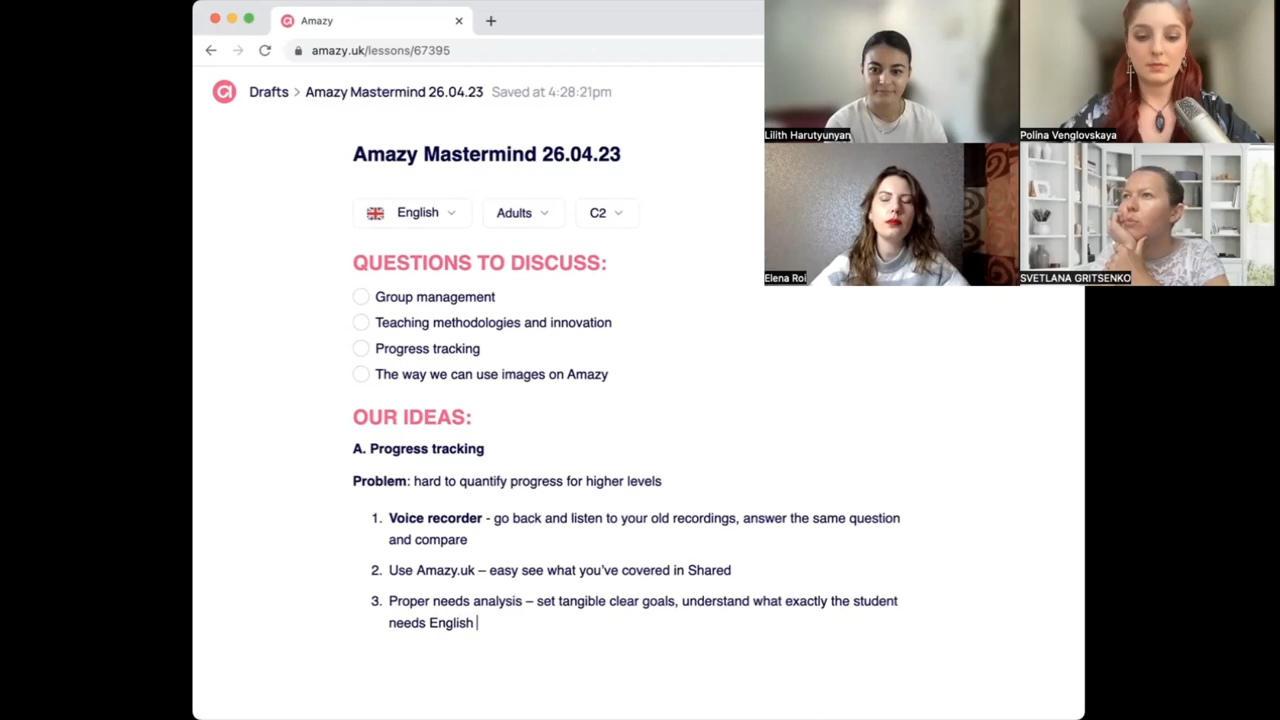 Amazy
amazy.uk/lessons/67395
Drafts > Amazy Mastermind 26.04.23 Saved at 4:28:21pm
Amazy Mastermind 26.04.23
English
Adults
C2
QUESTIONS TO DISCUSS:
Group management
Teaching methodologies and innovation
Progress tracking
The way we can use images on Amazy
OUR IDEAS:
A. Progress tracking
Problem: hard to quantify progress for higher levels
1. Voice recorder - go back and listen to your old recordings, answer the same question
and compare
2. Use Amazy.uk – easy see what you’ve covered in Shared
3. Proper needs analysis – set tangible clear goals, understand what exactly the student
needs English
Lilith Harutyunyan
Polina Venglovskaya
Elena Roi
SVETLANA GRITSENKO